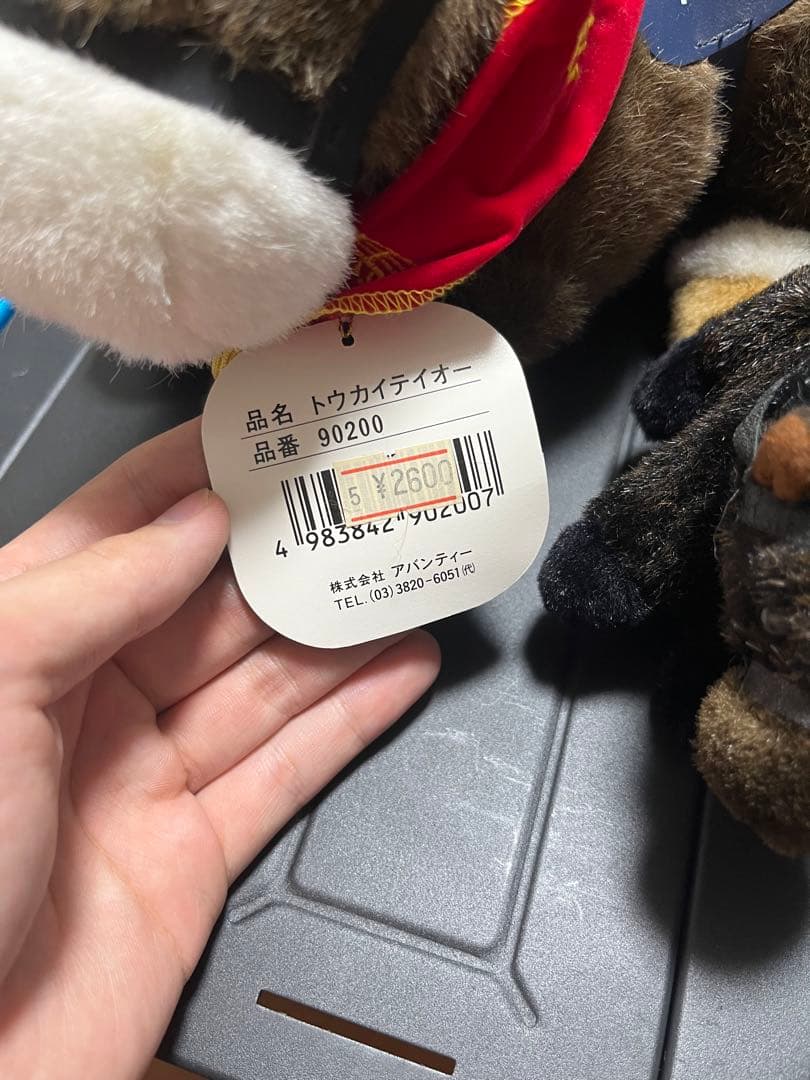 品名 トウカイテイオー
品番 90200
5 ¥2600
4 983842 902007
株式会社 アバンティー
TEL.(03)3820-6051(代)